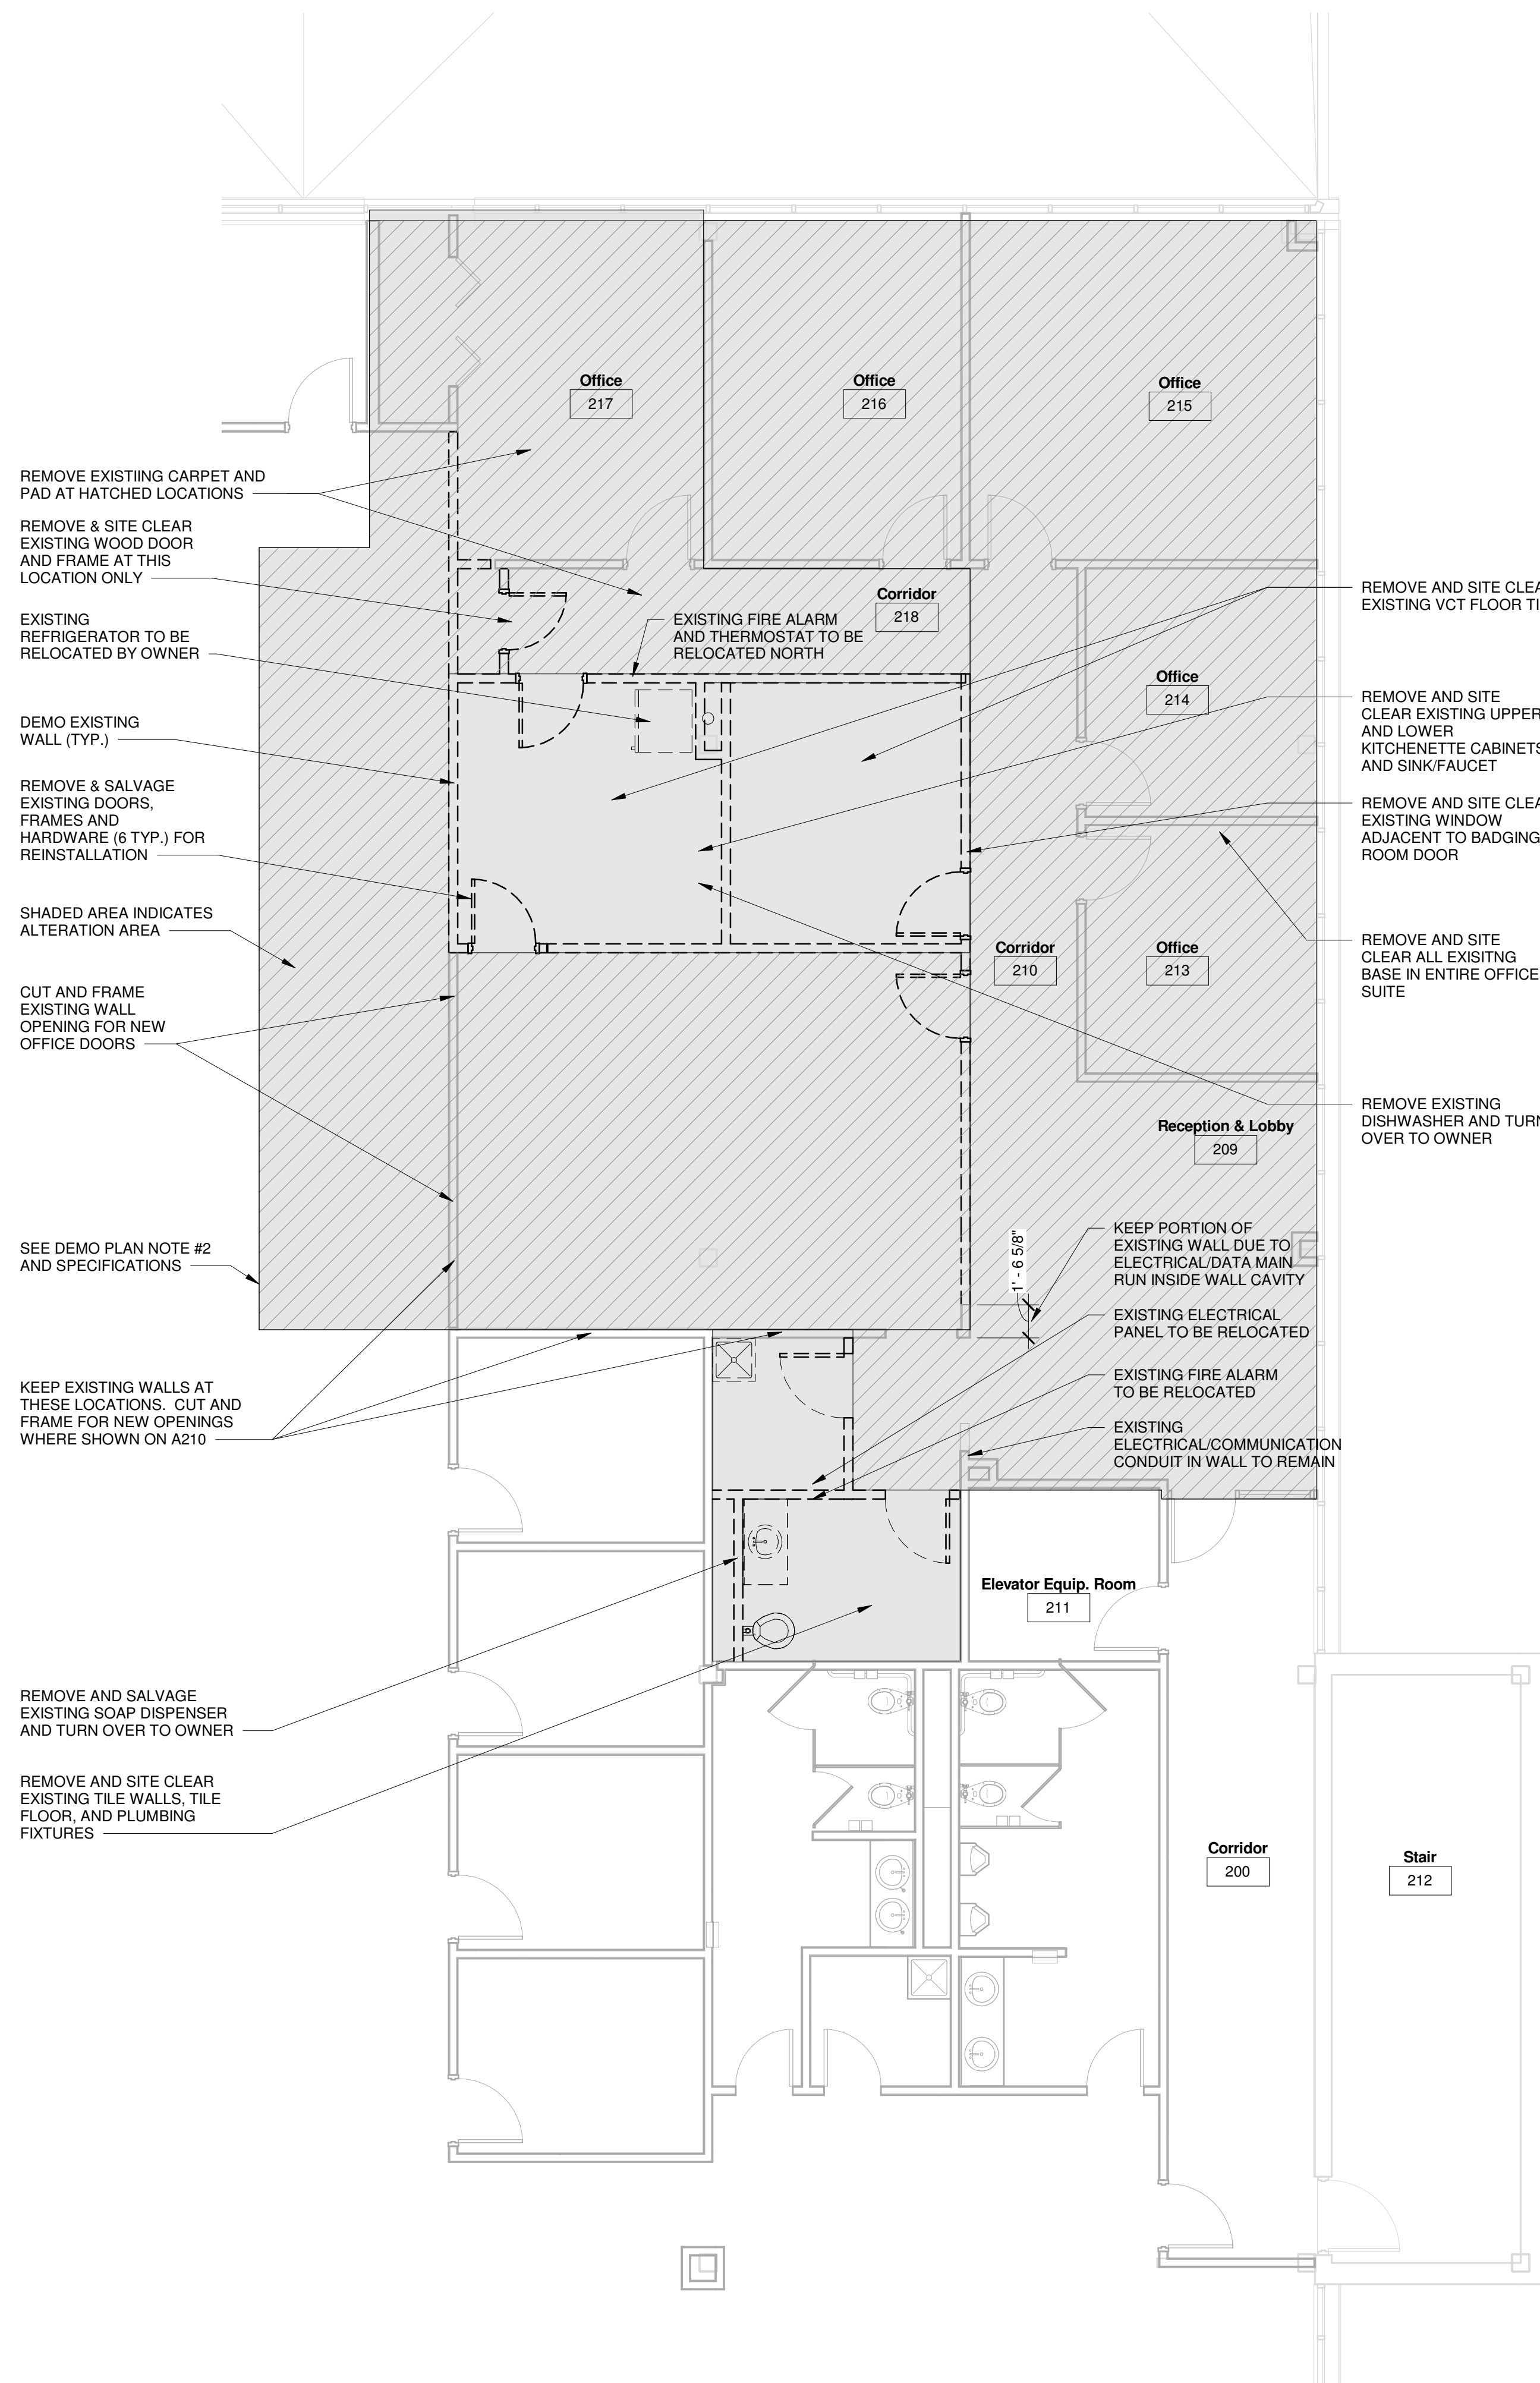 Office
217
Office
216
Office
215
REMOVE EXISTIING CARPET AND
PAD AT HATCHED LOCATIONS
REMOVE & SITE CLEAR
EXISTING WOOD DOOR
AND FRAME AT THIS
LOCATION ONLY
EXISTING
REFRIGERATOR TO BE
RELOCATED BY OWNER
DEMO EXISTING
WALL (TYP.)
REMOVE & SALVAGE
EXISTING DOORS,
FRAMES AND
HARDWARE (6 TYP.) FOR
REINSTALLATION
SHADED AREA INDICATES
ALTERATION AREA
CUT AND FRAME
EXISTING WALL
OPENING FOR NEW
OFFICE DOORS
SEE DEMO PLAN NOTE #2
AND SPECIFICATIONS
KEEP EXISTING WALLS AT
THESE LOCATIONS. CUT AND
FRAME FOR NEW OPENINGS
WHERE SHOWN ON A210
REMOVE AND SALVAGE
EXISTING SOAP DISPENSER
AND TURN OVER TO OWNER
REMOVE AND SITE CLEAR
EXISTING TILE WALLS, TILE
FLOOR, AND PLUMBING
FIXTURES
EXISTING FIRE ALARM
AND THERMOSTAT TO BE
RELOCATED NORTH
Corridor
218
Office
214
Corridor
210
Office
213
Reception & Lobby
209
REMOVE AND SITE CLEA
EXISTING VCT FLOOR TI
REMOVE AND SITE
CLEAR EXISTING UPPER
AND LOWER
KITCHENETTE CABINETS
AND SINK/FAUCET
REMOVE AND SITE CLEA
EXISTING WINDOW
ADJACENT TO BADGING
ROOM DOOR
REMOVE AND SITE
CLEAR ALL EXISITNG
BASE IN ENTIRE OFFICE
SUITE
REMOVE EXISTING
DISHWASHER AND TURN
OVER TO OWNER
1' - 6 5/8"
KEEP PORTION OF
EXISTING WALL DUE TO
ELECTRICAL/DATA MAIN
RUN INSIDE WALL CAVITY
EXISTING ELECTRICAL
PANEL TO BE RELOCATED
EXISTING FIRE ALARM
TO BE RELOCATED
EXISTING
ELECTRICAL/COMMUNICATION
CONDUIT IN WALL TO REMAIN
Elevator Equip. Room
211
Corridor
200
Stair
212